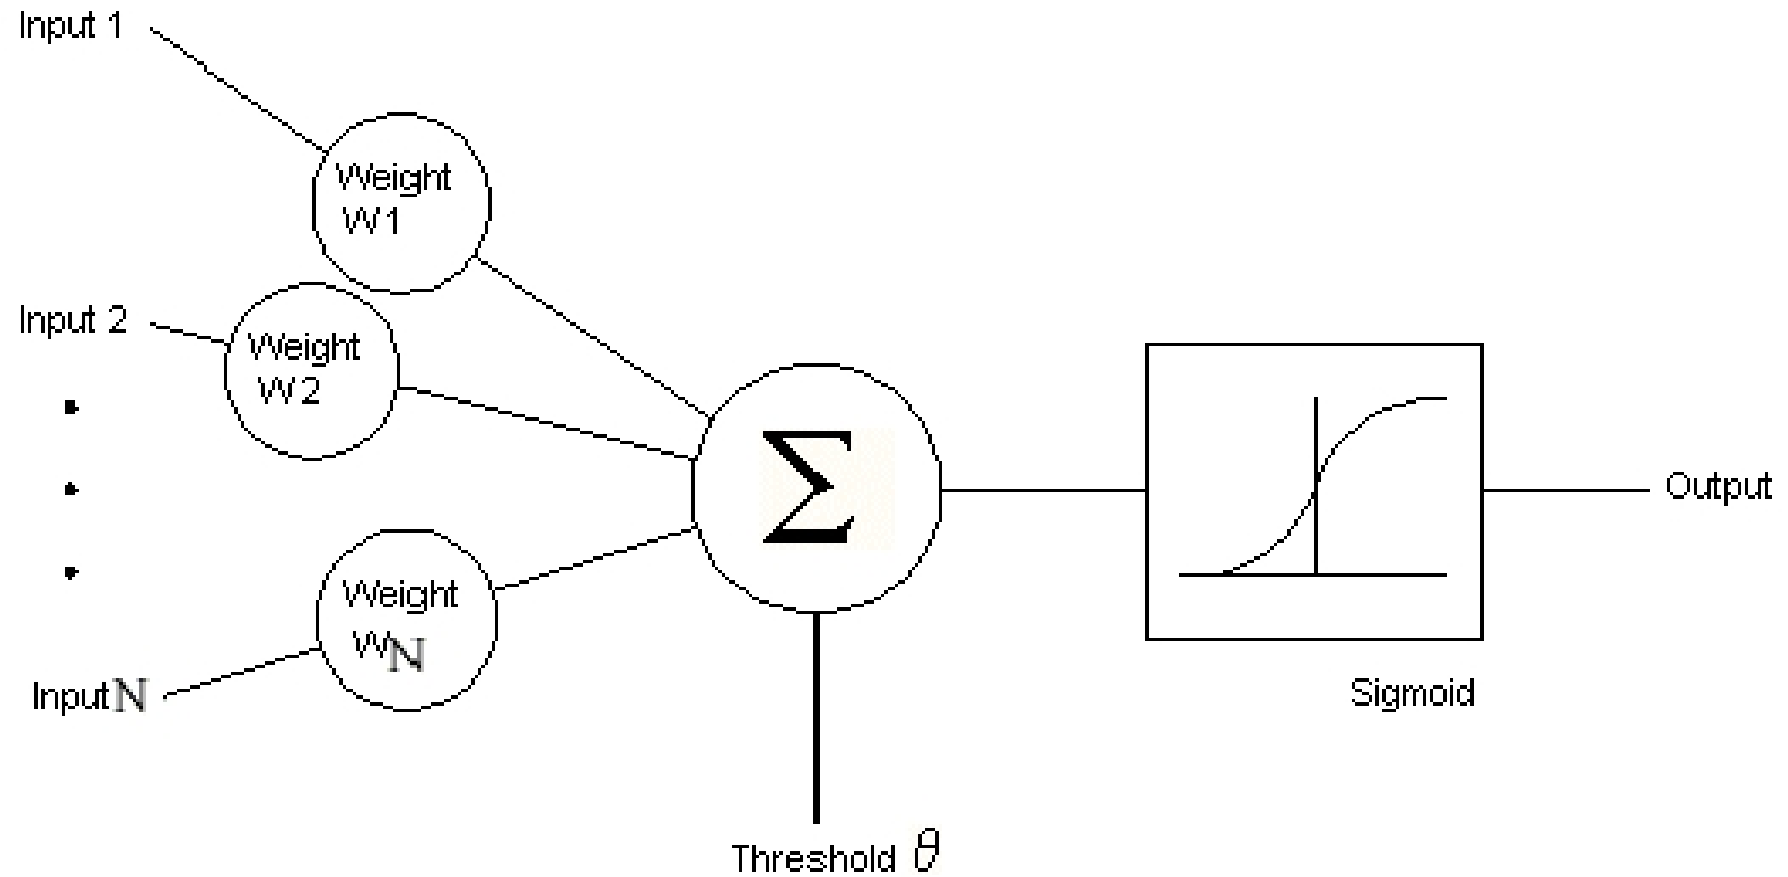 Input 1
Weight
W1
Input 2
Weight
W2
Σ
Output
Weight
WN
Input N
Sigmoid
Threshold θ